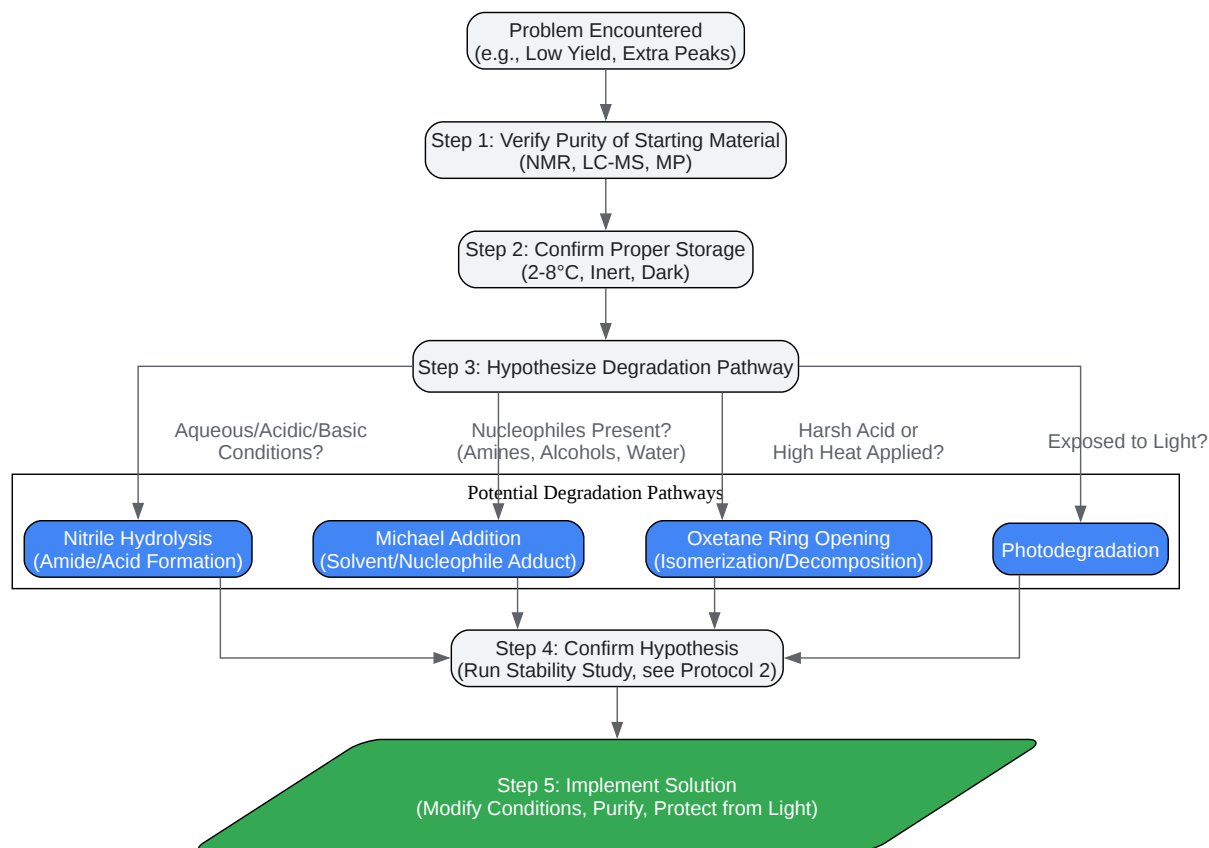 Problem Encountered
(e.g., Low Yield, Extra Peaks)
Step 1: Verify Purity of Starting Material
(NMR, LC-MS, MP)
Step 2: Confirm Proper Storage
(2-8°C, Inert, Dark)
Step 3: Hypothesize Degradation Pathway
Aqueous/Acidic/Basic
Conditions?
Nucleophiles Present?
(Amines, Alcohols, Water)
Harsh Acid or
High Heat Applied?
Exposed to Light?
Potential Degradation Pathways
Nitrile Hydrolysis
(Amide/Acid Formation)
Michael Addition
(Solvent/Nucleophile Adduct)
Oxetane Ring Opening
(Isomerization/Decomposition)
Photodegradation
Step 4: Confirm Hypothesis
(Run Stability Study, see Protocol 2)
Step 5: Implement Solution
(Modify Conditions, Purify, Protect from Light)